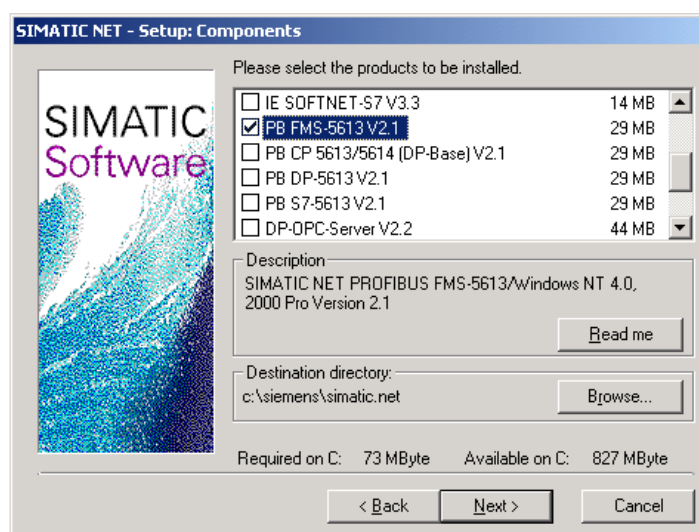 SIMATIC NET - Setup: Components
SIMATIC
Software
Please select the products to be installed.
IE SOFTNET-S7 V3.3 14 MB
PB FMS-5613 V2.1 29 MB
PB CP 5613/5614 (DP-Base) V2.1 29 MB
PB DP-5613 V2.1 29 MB
PB S7-5613 V2.1 29 MB
DP-OPC-Server V2.2 44 MB
Description
SIMATIC NET PROFIBUS FMS-5613/Windows NT 4.0,
2000 Pro Version 2.1
Read me
Destination directory:
c:\siemens\simatic.net Browse...
Required on C: 73 MByte Available on C: 827 MByte
< Back Next > Cancel